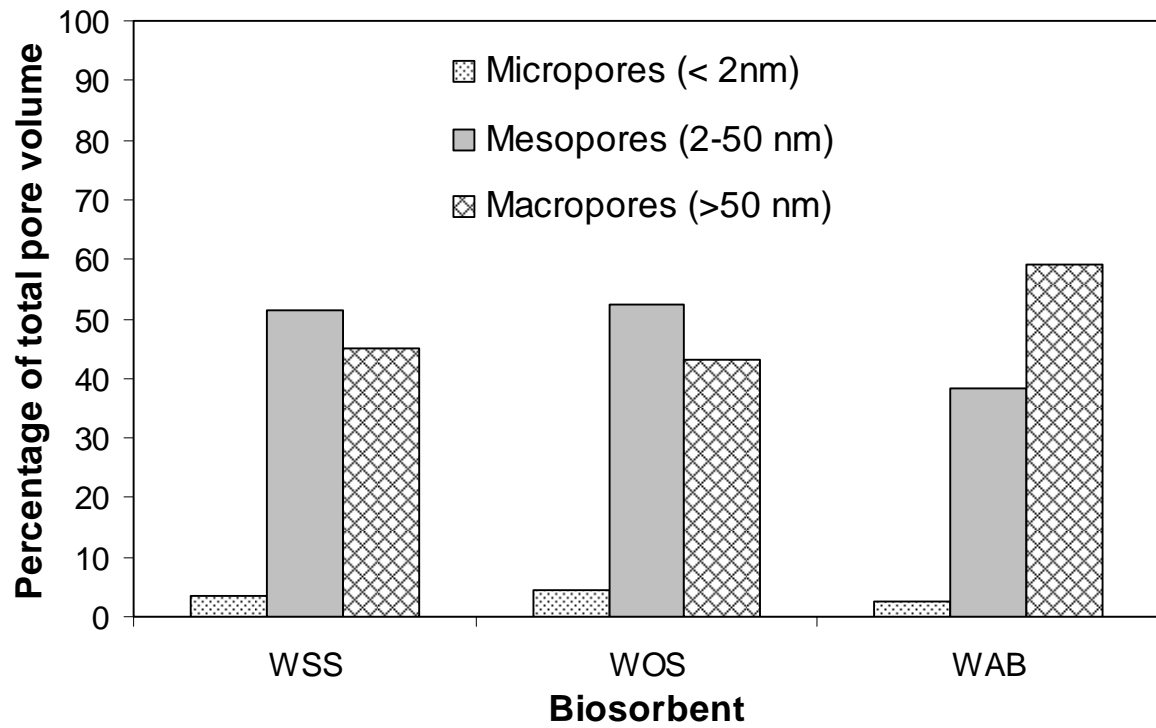 Percentage of total pore volume
100
90
80
70
60
50
40
30
20
10
0
Micropores (< 2nm)
Mesopores (2-50 nm)
Macropores (>50 nm)
WSS WOS WAB
Biosorbent